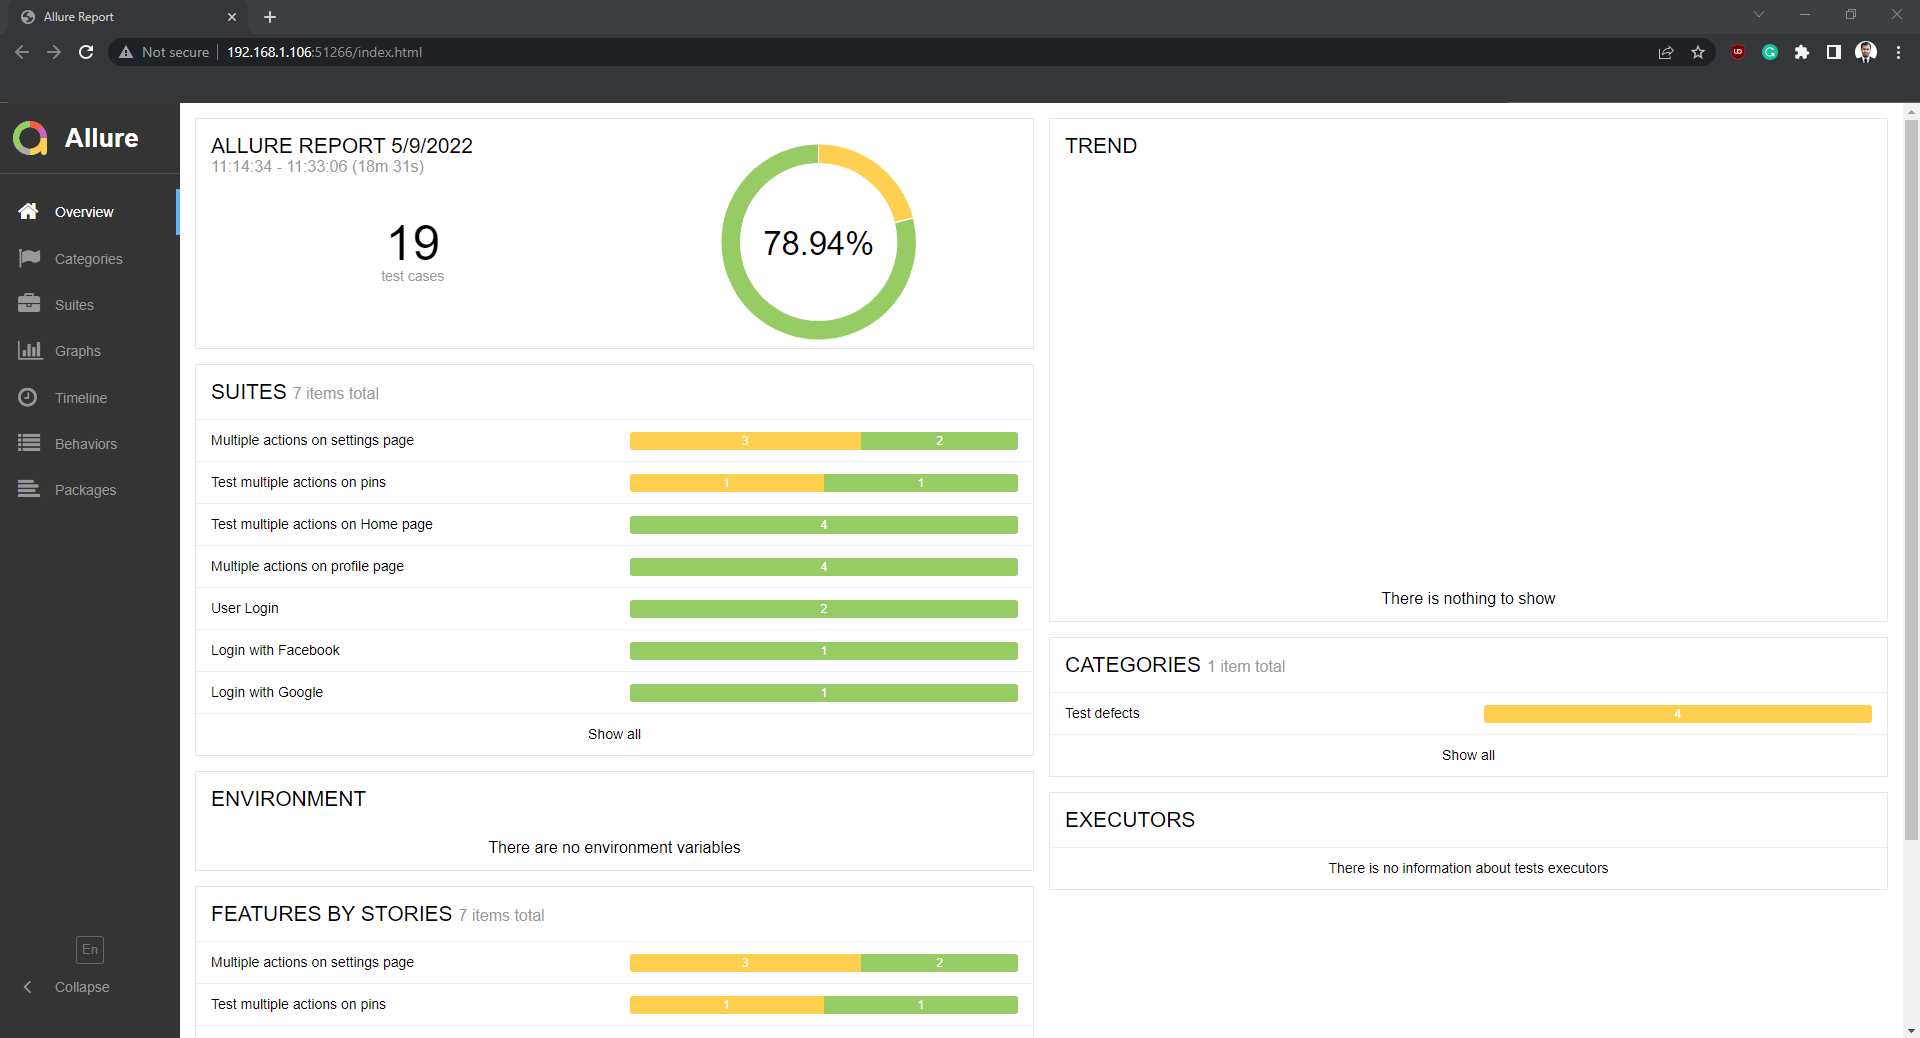 Allure Report
Not secure
192.168.1.106:51266/index.html
Allure
Overview
Categories
Suites
Graphs
Timeline
Behaviors
Packages
En
Collapse
ALLURE REPORT 5/9/2022
11:14:34 - 11:33:06 (18m 31s)
19
test cases
78.94%
SUITES 7 items total
Multiple actions on settings page 3 2
Test multiple actions on pins 1 1
Test multiple actions on Home page 4
Multiple actions on profile page 4
User Login 2
Login with Facebook 1
Login with Google 1
Show all
ENVIRONMENT
There are no environment variables
FEATURES BY STORIES 7 items total
Multiple actions on settings page 3 2
Test multiple actions on pins 1 1
TREND
There is nothing to show
CATEGORIES 1 item total
Test defects 4
Show all
EXECUTORS
There is no information about tests executors